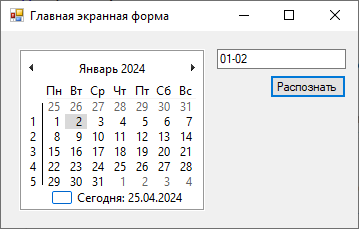 Главная экранная форма
Январь 2024
01-02
Распознать
Пн Вт Ср Чт Пт Сб Вс
25 26 27 28 29 30 31
1 1 2 3 4 5 6 7
2 8 9 10 11 12 13 14
3 15 16 17 18 19 20 21
4 22 23 24 25 26 27 28
5 29 30 31 1 2 3 4
Сегодня: 25.04.2024